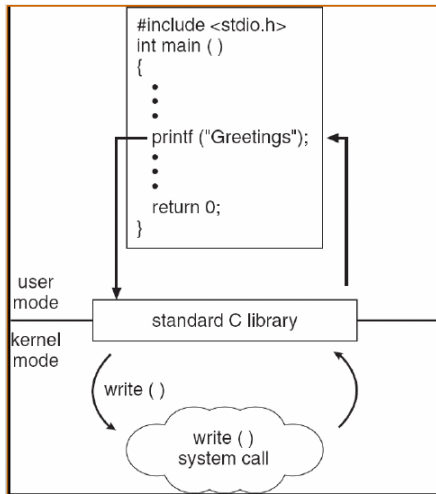 #include <stdio.h>
int main ( )
{
•
•
•
printf ("Greetings");
•
•
•
return 0;
}
user
mode
standard C library
kernel
mode
write ( )
write ( )
system call